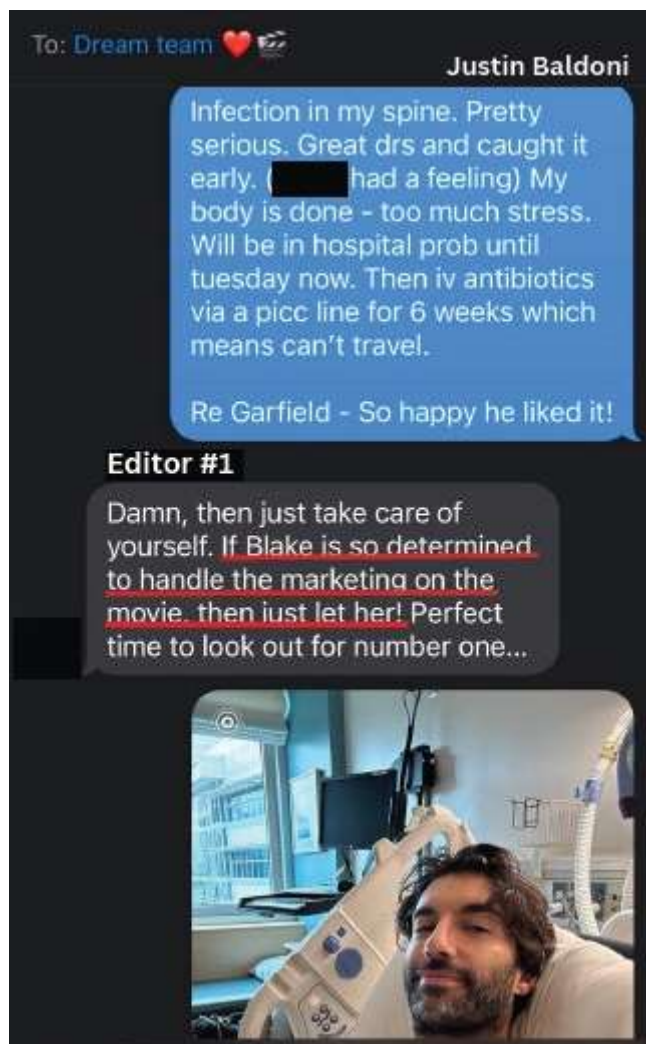 To: Dream team ❤️🎬
Justin Baldoni
Infection in my spine. Pretty
serious. Great drs and caught it
early. ( had a feeling) My
body is done - too much stress.
Will be in hospital prob until
tuesday now. Then iv antibiotics
via a picc line for 6 weeks which
means can't travel.
Re Garfield - So happy he liked it!
Editor #1
Damn, then just take care of
yourself. If Blake is so determined
to handle the marketing on the
movie, then just let her! Perfect
time to look out for number one...